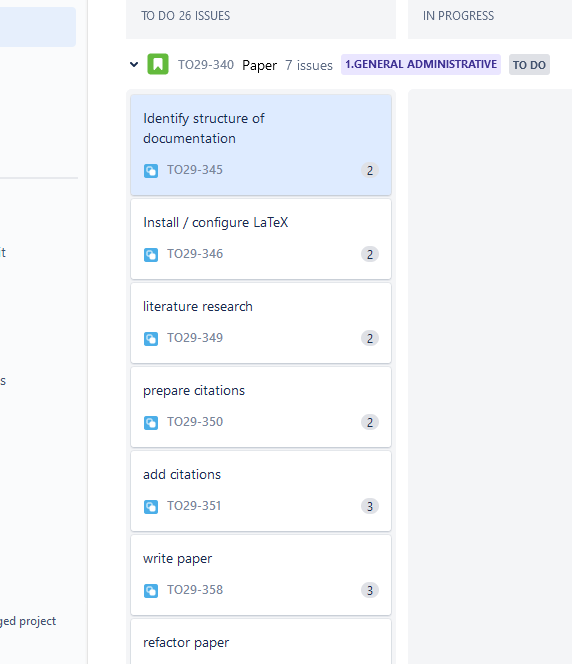 TO DO 26 ISSUES
IN PROGRESS
TO29-340 Paper 7 issues 1.GENERAL ADMINISTRATIVE TO DO
Identify structure of
documentation
TO29-345 2
Install / configure LaTeX
TO29-346 2
literature research
TO29-349 2
prepare citations
TO29-350 2
add citations
TO29-351 3
write paper
TO29-358 3
refactor paper
project